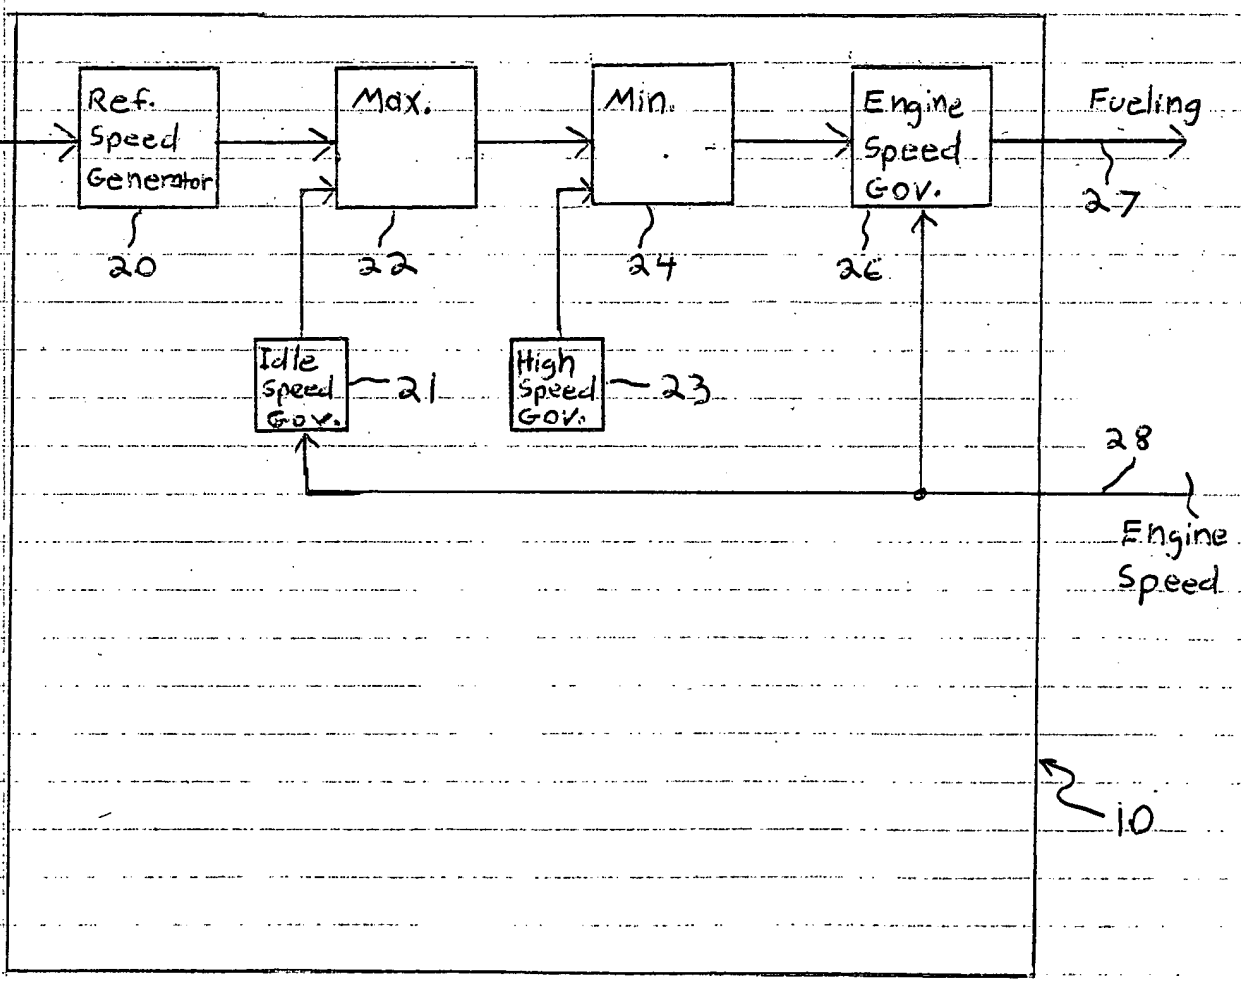 Ref.
Speed
Generator
Max.
Min.
Engine
Speed
Gov.
Fueling
27
20
22
24
26
Idle
Speed
Gov.
21
High
Speed
Gov.
23
28
Engine
Speed
10